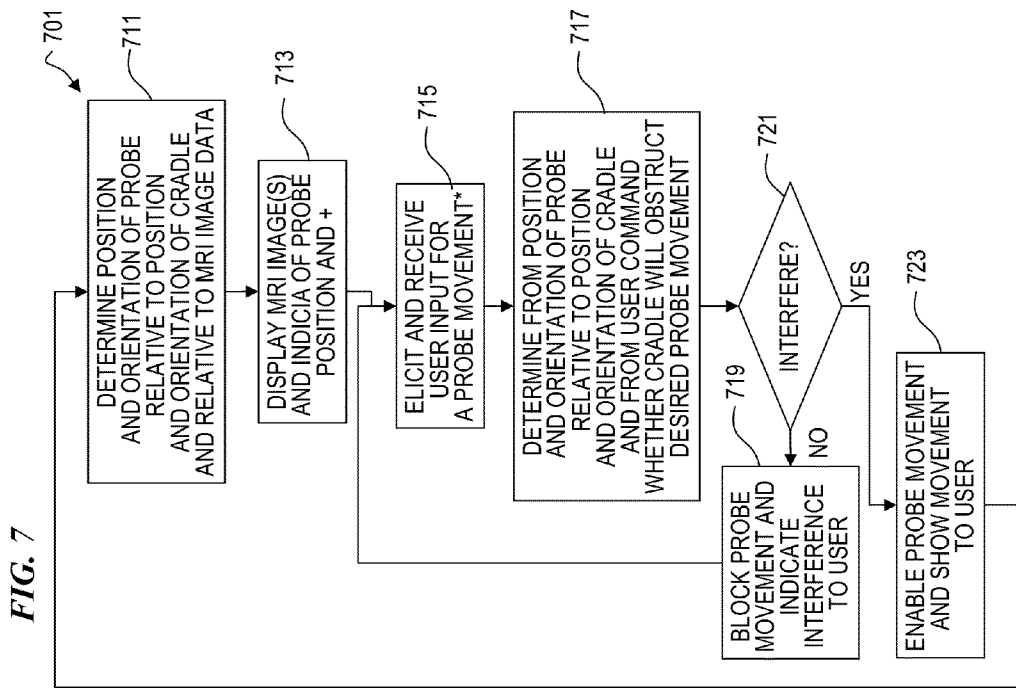 FIG. 7
701
DETERMINE POSITION
AND ORIENTATION OF PROBE
RELATIVE TO POSITION
AND ORIENTATION OF CRADLE
AND RELATIVE TO MRI IMAGE DATA
711
DISPLAY MRI IMAGE(S)
AND INDICIA OF PROBE
POSITION AND +
713
ELICIT AND RECEIVE
USER INPUT FOR
A PROBE MOVEMENT*
715
DETERMINE FROM POSITION
AND ORIENTATION OF PROBE
RELATIVE TO POSITION
AND ORIENTATION OF CRADLE
AND FROM USER COMMAND
WHETHER CRADLE WILL OBSTRUCT
DESIRED PROBE MOVEMENT
717
INTERFERE?
721
NO
YES
719
BLOCK PROBE
MOVEMENT AND
INDICATE
INTERFERENCE
TO USER
723
ENABLE PROBE MOVEMENT
AND SHOW MOVEMENT
TO USER